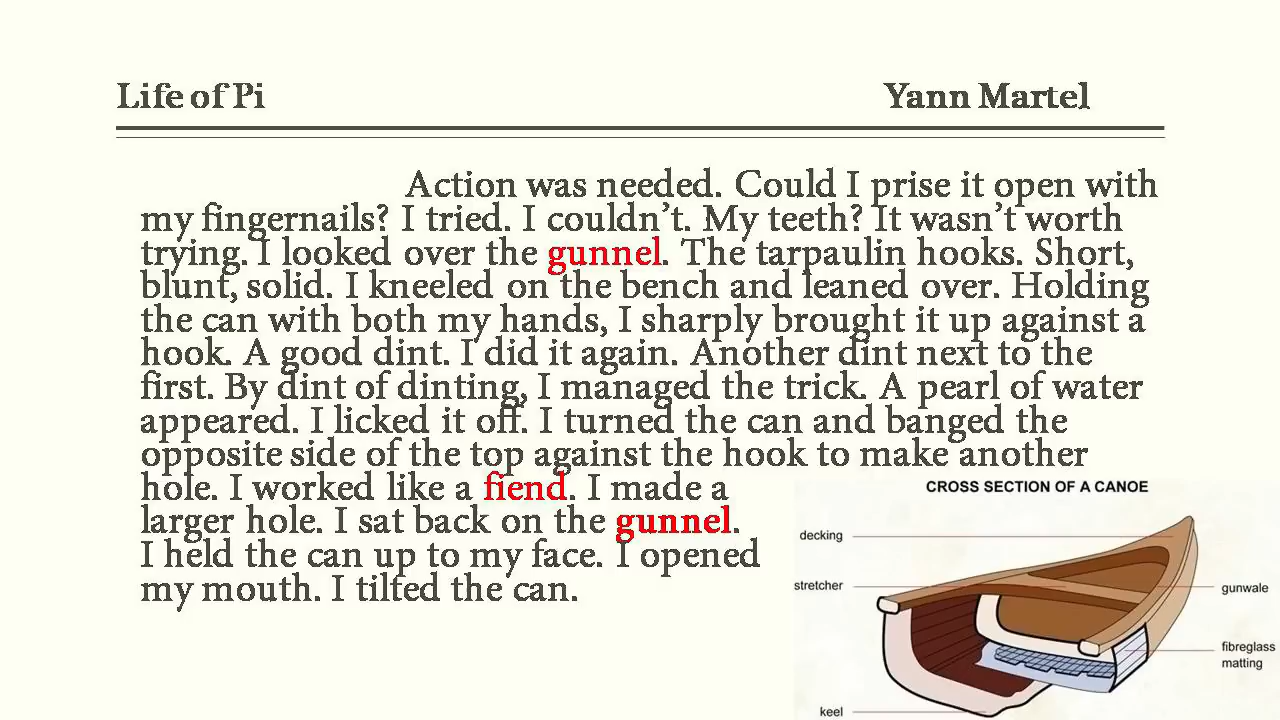 Life of Pi
Yann Martel
Action was needed. Could I prise it open with
my fingernails? I tried. I couldn't. My teeth? It wasn't worth
trying. I looked over the gunnel. The tarpaulin hooks. Short,
blunt, solid. I kneeled on the bench and leaned over. Holding
the can with both my hands, I sharply brought it up against a
hook. A good dint. I did it again. Another dint next to the
first. By dint of dinting, I managed the trick. A pearl of water
appeared. I licked it off. I turned the can and banged the
opposite side of the top against the hook to make another
hole. I worked like a fiend. I made a
larger hole. I sat back on the gunnel.
I held the can up to my face. I opened
my mouth. I tilted the can.
CROSS SECTION OF A CANOE
decking
stretcher
gunwale
fibreglass
matting
keel